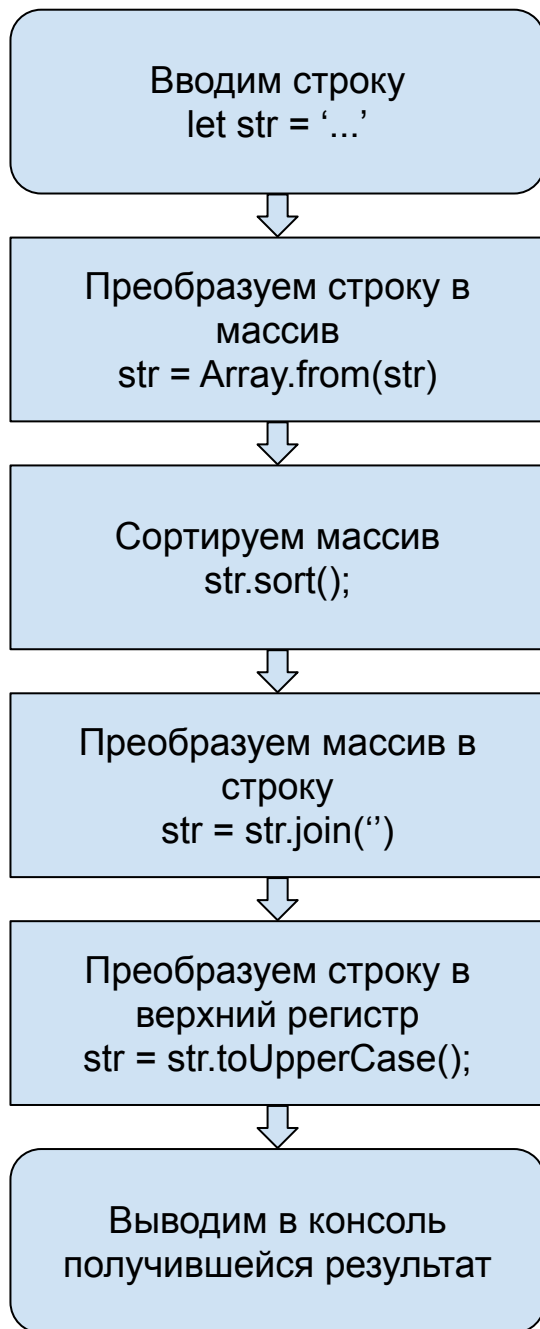 Вводим строку
let str = ‘...’
Преобразуем строку в
массив
str = Array.from(str)
Сортируем массив
str.sort();
Преобразуем массив в
строку
str = str.join(‘’)
Преобразуем строку в
верхний регистр
str = str.toUpperCase();
Выводим в консоль
получившейся результат